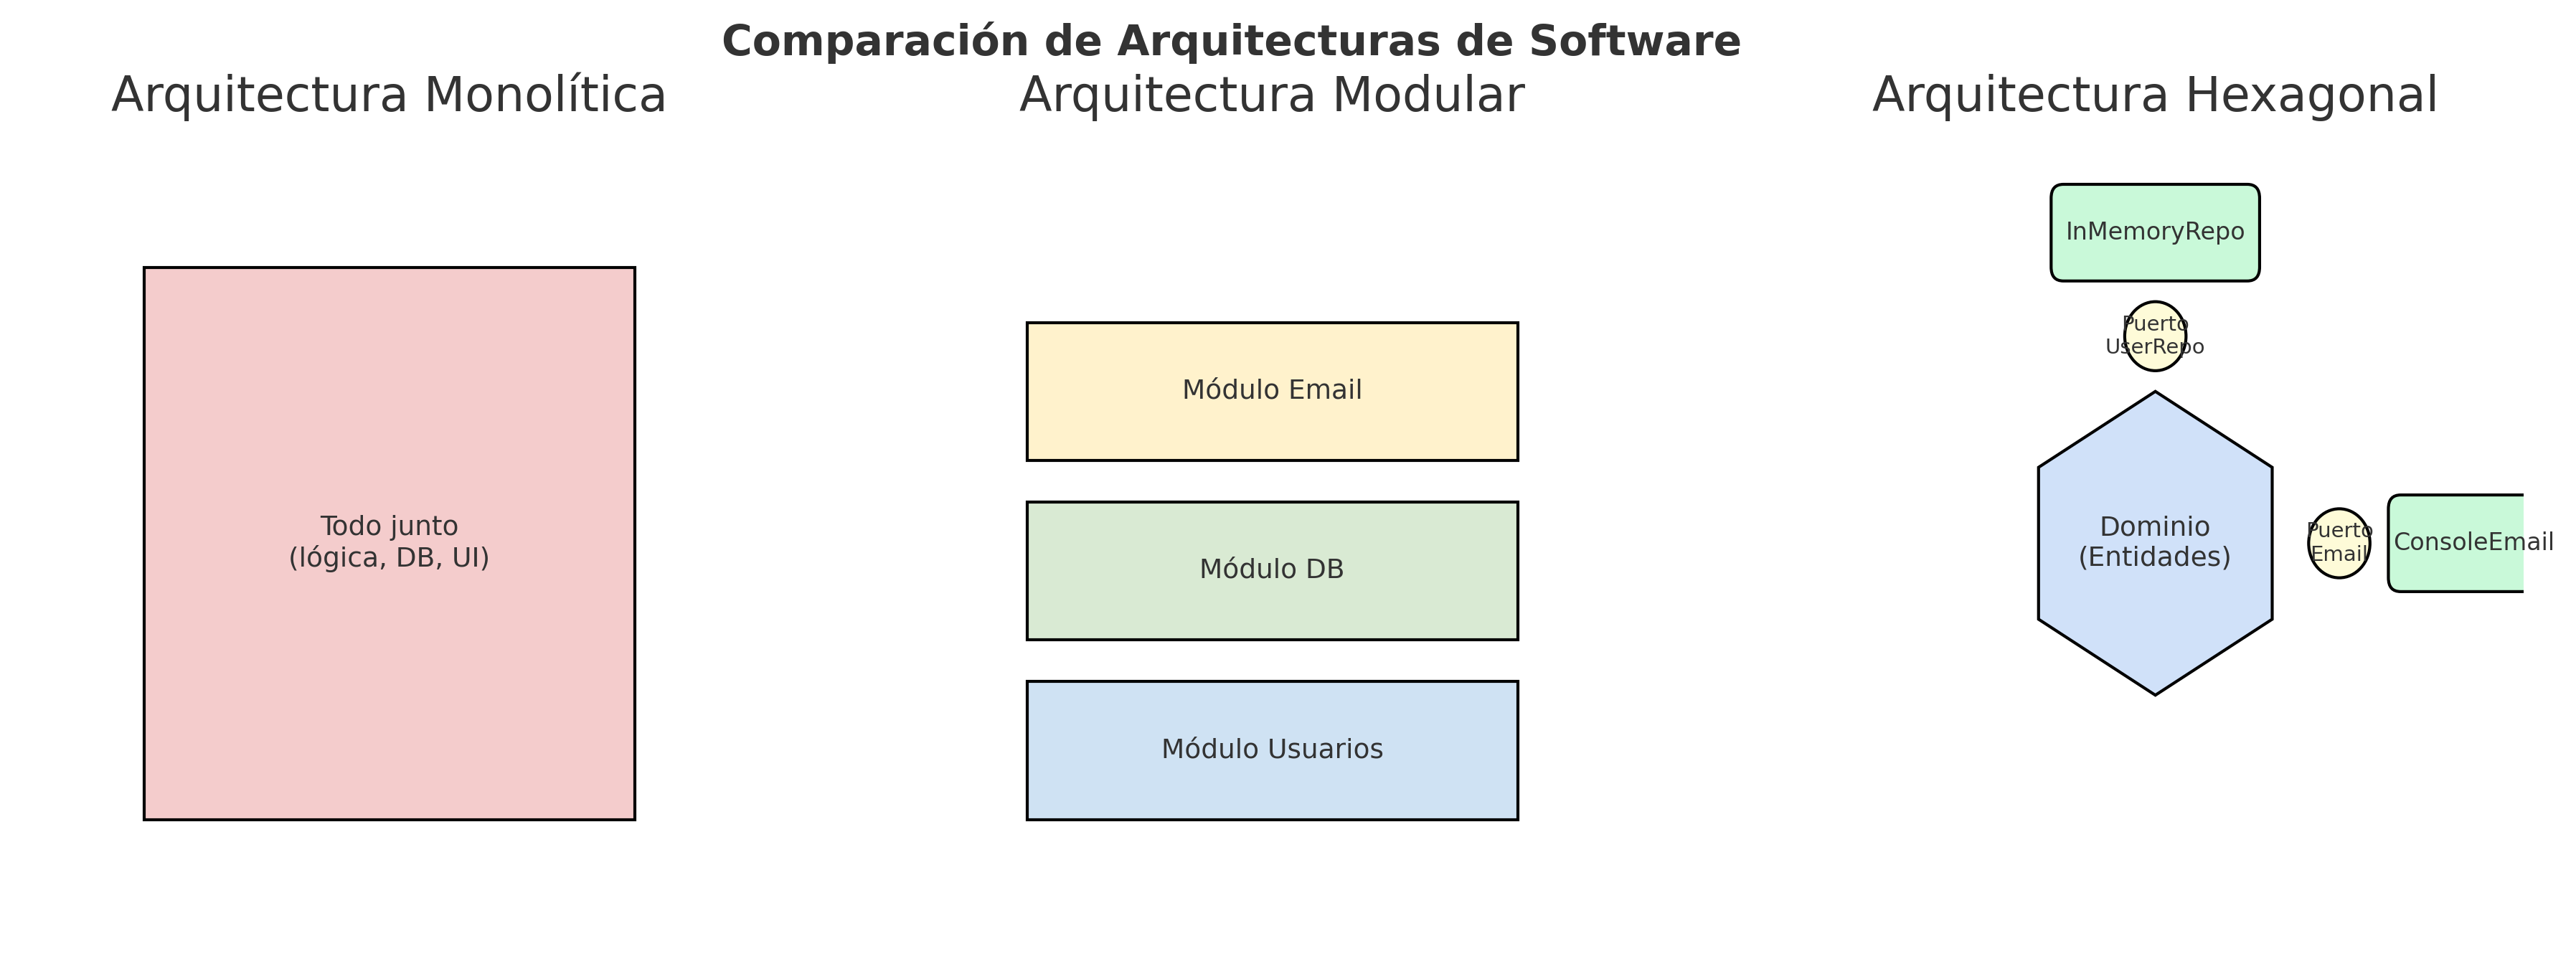 Comparación de Arquitecturas de Software
Arquitectura Monolítica
Todo junto
(lógica, DB, UI)
Arquitectura Modular
Módulo Email
Módulo DB
Módulo Usuarios
Arquitectura Hexagonal
InMemoryRepo
Puerto
UserRepo
Dominio
(Entidades)
Puerto
Email
ConsoleEmail